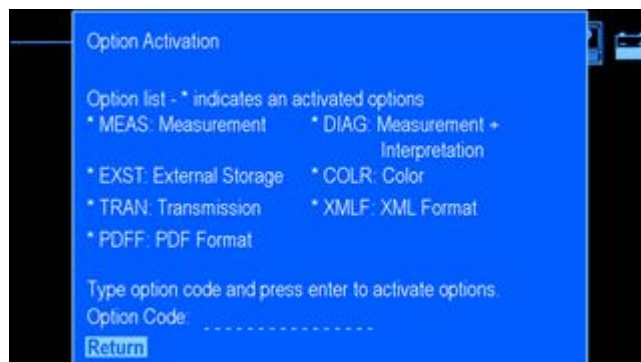 Option Activation
Option list - * indicates an activated options
* MEAS: Measurement * DIAG: Measurement +
Interpretation
* EXST: External Storage * COLR: Color
* TRAN: Transmission * XMLF: XML Format
* PDFF: PDF Format
Type option code and press enter to activate options.
Option Code: _ _ _ _ _ _ _ _ _ _ _ _ _ _ _ _
Return